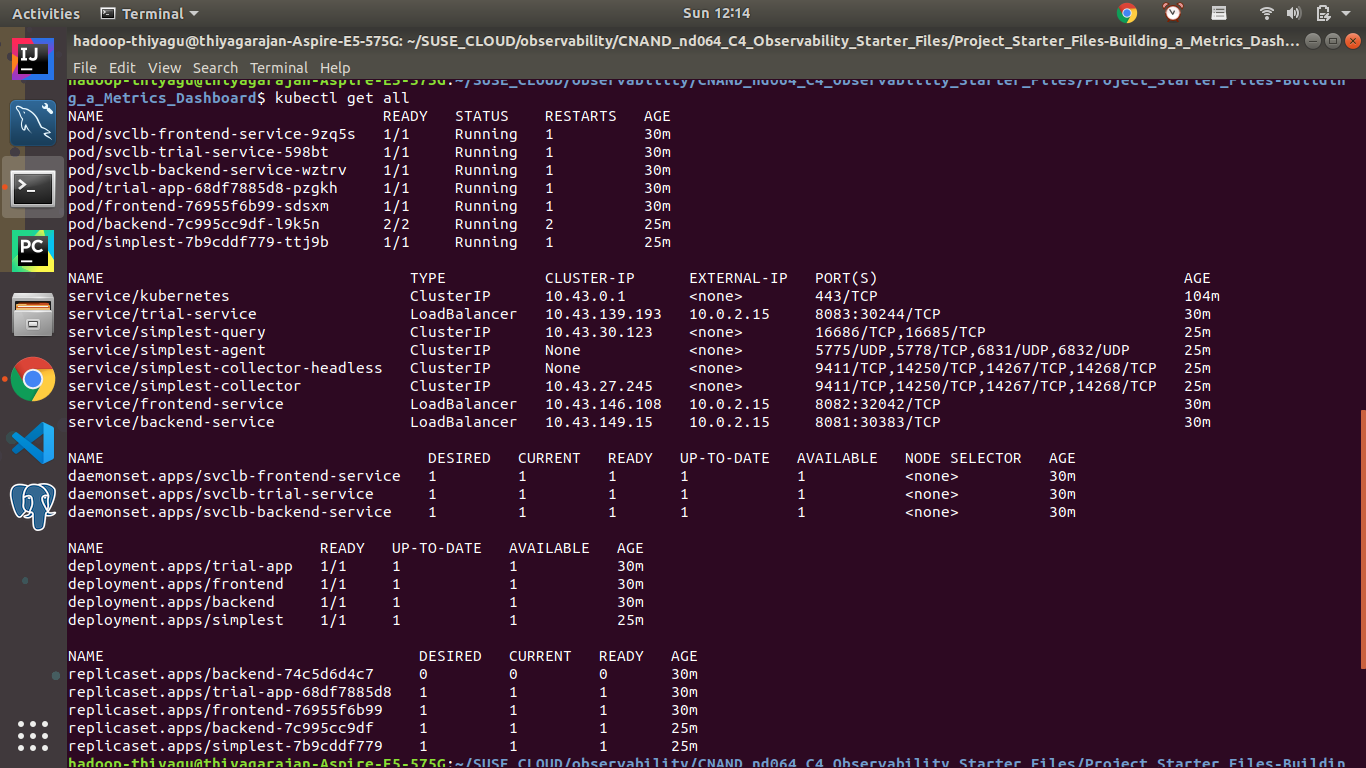 Activities Terminal Sun 12:14
hadoop-thiyagu@thiyagarajan-Aspire-E5-575G: ~/SUSE_CLOUD/observability/CNAND_nd064_C4_Observability_Starter_Files/Project_Starter_Files-Building_a_Metrics_Dash...
File Edit View Search Terminal Help
hadoop-thiyagu@thiyagarajan-Aspire-E5-575G:~/SUSE_CLOUD/observability/CNAND_nd064_C4_Observability_Starter_Files/Project_Starter_Files-Buildin
g_a_Metrics_Dashboard$ kubectl get all
NAME READY STATUS RESTARTS AGE
pod/svclb-frontend-service-9zq5s 1/1 Running 1 30m
pod/svclb-trial-service-598bt 1/1 Running 1 30m
pod/svclb-backend-service-wztrv 1/1 Running 1 30m
pod/trial-app-68df7885d8-pzgkh 1/1 Running 1 30m
pod/frontend-76955f6b99-sdsxm 1/1 Running 1 30m
pod/backend-7c995cc9df-l9k5n 2/2 Running 2 25m
pod/simplest-7b9cddf779-ttj9b 1/1 Running 1 25m
NAME TYPE CLUSTER-IP EXTERNAL-IP PORT(S) AGE
service/kubernetes ClusterIP 10.43.0.1 <none> 443/TCP 104m
service/trial-service LoadBalancer 10.43.139.193 10.0.2.15 8083:30244/TCP 30m
service/simplest-query ClusterIP 10.43.30.123 <none> 16686/TCP,16685/TCP 25m
service/simplest-agent ClusterIP None <none> 5775/UDP,5778/TCP,6831/UDP,6832/UDP 25m
service/simplest-collector-headless ClusterIP None <none> 9411/TCP,14250/TCP,14267/TCP,14268/TCP 25m
service/simplest-collector ClusterIP 10.43.27.245 <none> 9411/TCP,14250/TCP,14267/TCP,14268/TCP 25m
service/frontend-service LoadBalancer 10.43.146.108 10.0.2.15 8082:32042/TCP 30m
service/backend-service LoadBalancer 10.43.149.15 10.0.2.15 8081:30383/TCP 30m
NAME DESIRED CURRENT READY UP-TO-DATE AVAILABLE NODE SELECTOR AGE
daemonset.apps/svclb-frontend-service 1 1 1 1 1 <none> 30m
daemonset.apps/svclb-trial-service 1 1 1 1 1 <none> 30m
daemonset.apps/svclb-backend-service 1 1 1 1 1 <none> 30m
NAME READY UP-TO-DATE AVAILABLE AGE
deployment.apps/trial-app 1/1 1 1 30m
deployment.apps/frontend 1/1 1 1 30m
deployment.apps/backend 1/1 1 1 30m
deployment.apps/simplest 1/1 1 1 25m
NAME DESIRED CURRENT READY AGE
replicaset.apps/backend-74c5d6d4c7 0 0 0 30m
replicaset.apps/trial-app-68df7885d8 1 1 1 30m
replicaset.apps/frontend-76955f6b99 1 1 1 30m
replicaset.apps/backend-7c995cc9df 1 1 1 25m
replicaset.apps/simplest-7b9cddf779 1 1 1 25m
hadoop-thiyagu@thiyagarajan-Aspire-E5-575G:~/SUSE_CLOUD/observability/CNAND_nd064_C4_Observability_Starter_Files/Project_Starter_Files-Buildin
IJ
PC